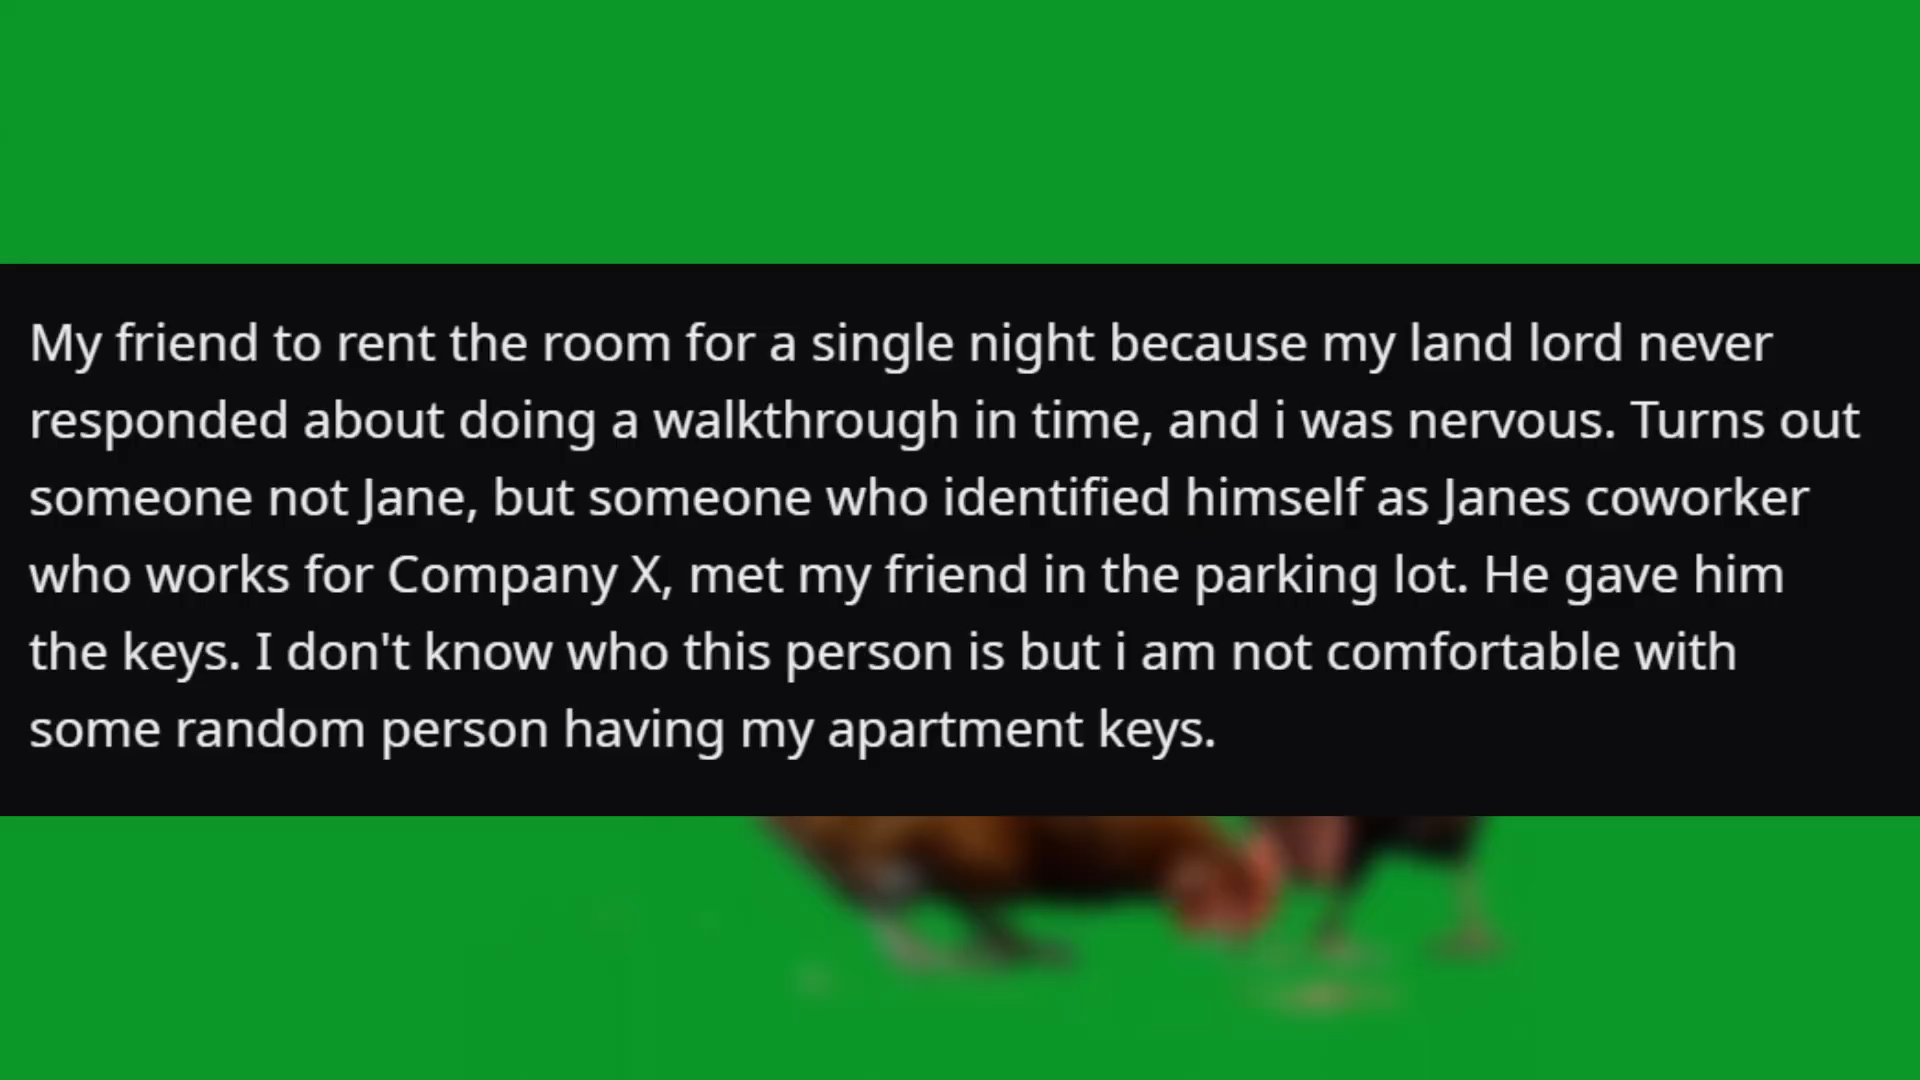 My friend to rent the room for a single night because my land lord never
responded about doing a walkthrough in time, and i was nervous. Turns out
someone not Jane, but someone who identified himself as Janes coworker
who works for Company X, met my friend in the parking lot. He gave him
the keys. I don't know who this person is but i am not comfortable with
some random person having my apartment keys.